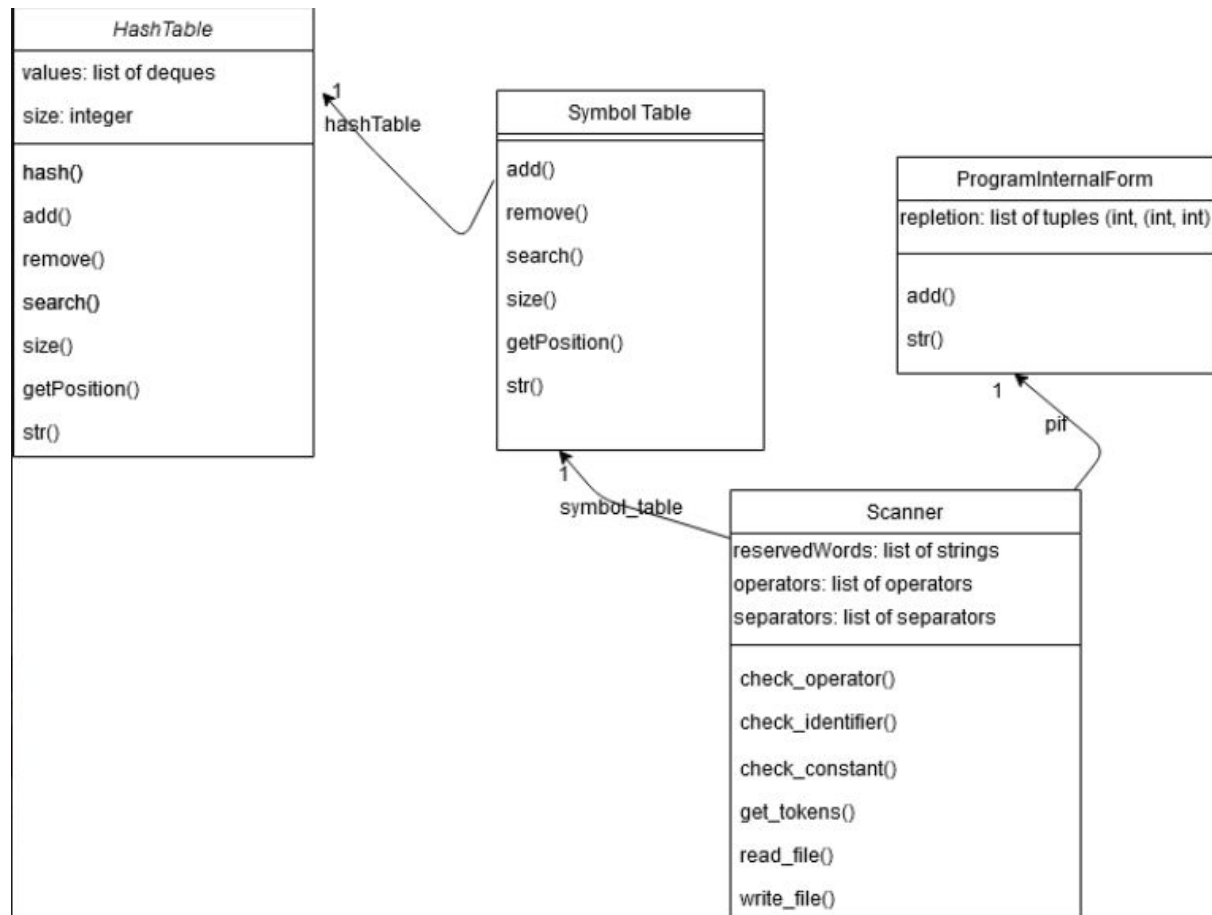 HashTable
values: list of deques
size: integer
hash()
add()
remove()
search()
size()
getPosition()
str()
1
hashTable
Symbol Table
add()
remove()
search()
size()
getPosition()
str()
1
symbol_table
ProgramInternalForm
repletion: list of tuples (int, (int, int)
add()
str()
1
pif
Scanner
reservedWords: list of strings
operators: list of operators
separators: list of separators
check_operator()
check_identifier()
check_constant()
get_tokens()
read_file()
write_file()